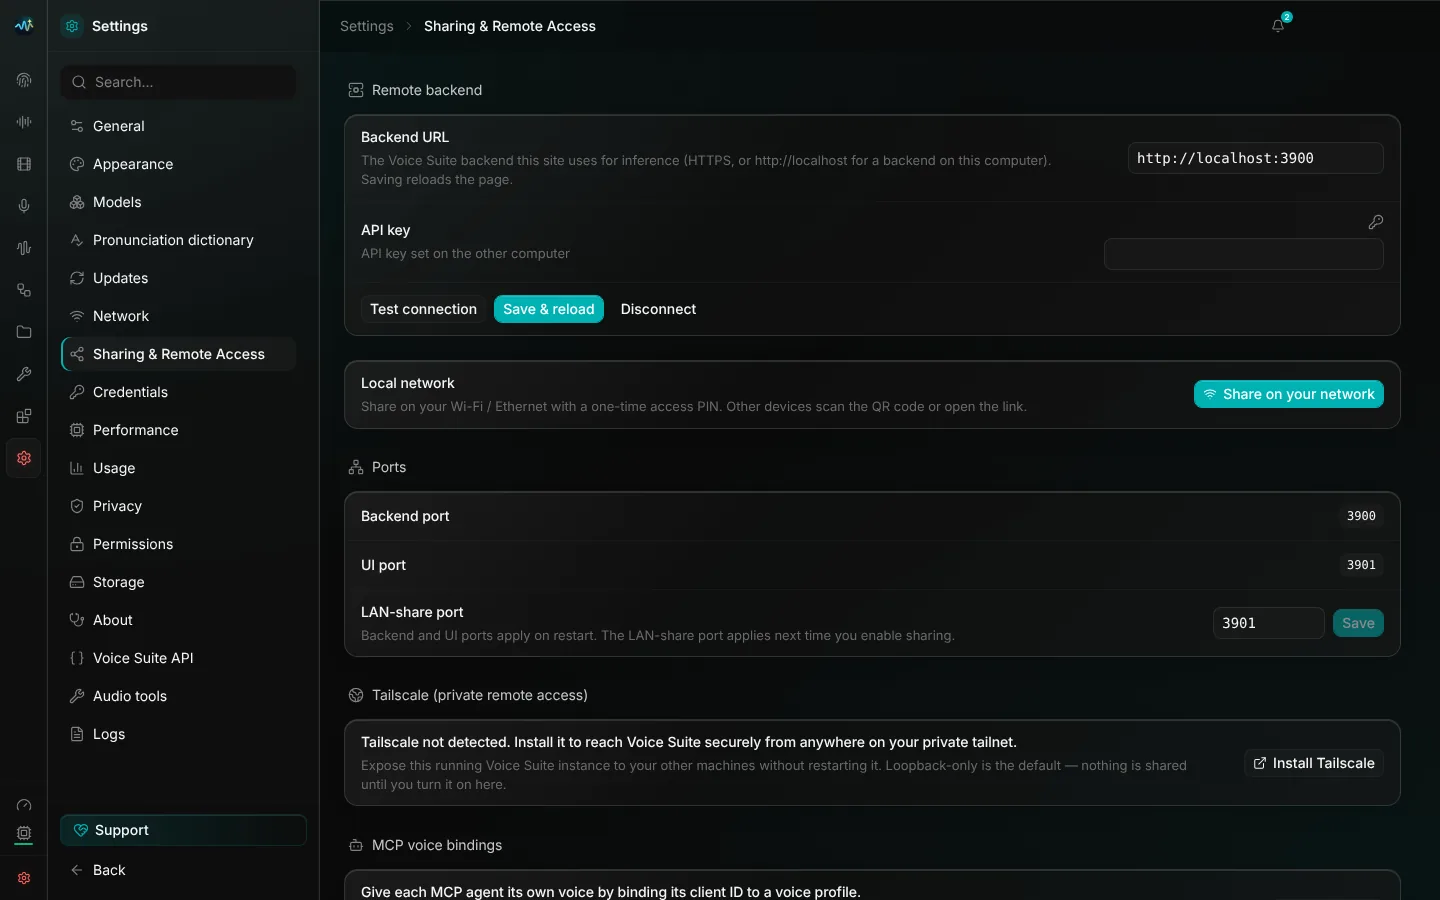 Settings
Search...
General
Appearance
Models
Pronunciation dictionary
Updates
Network
Sharing & Remote Access
Credentials
Performance
Usage
Privacy
Permissions
Storage
About
Voice Suite API
Audio tools
Logs
Support
Back
Settings > Sharing & Remote Access
2
Remote backend
Backend URL
The Voice Suite backend this site uses for inference (HTTPS, or http://localhost for a backend on this computer).
Saving reloads the page.
http://localhost:3900
API key
API key set on the other computer
Test connection
Save & reload
Disconnect
Local network
Share on your Wi-Fi / Ethernet with a one-time access PIN. Other devices scan the QR code or open the link.
Share on your network
Ports
Backend port
3900
UI port
3901
LAN-share port
Backend and UI ports apply on restart. The LAN-share port applies next time you enable sharing.
3901
Save
Tailscale (private remote access)
Tailscale not detected. Install it to reach Voice Suite securely from anywhere on your private tailnet.
Expose this running Voice Suite instance to your other machines without restarting it. Loopback-only is the default — nothing is shared
until you turn it on here.
Install Tailscale
MCP voice bindings
Give each MCP agent its own voice by binding its client ID to a voice profile.